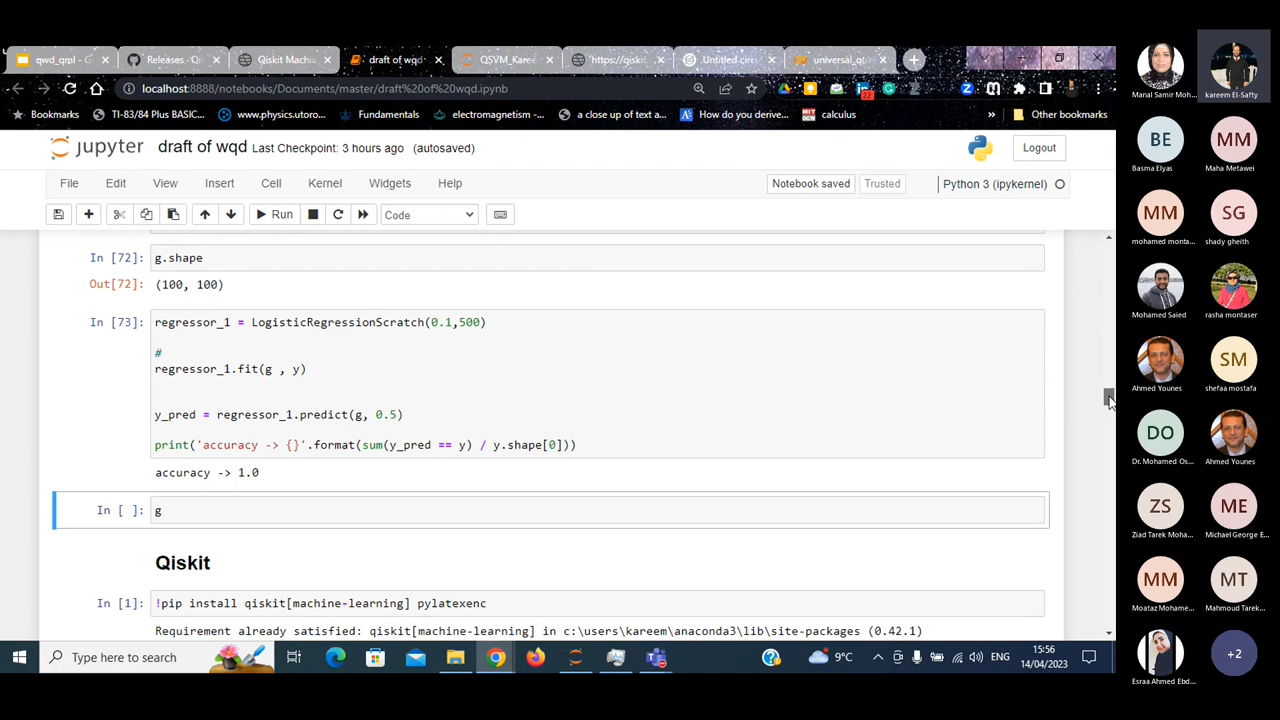 qwd_qrpl - G
Releases · Qi
Qiskit Machi
draft of wqd
QSVM_Karee
"https://qiskit
Untitled circ
universal_qu
localhost:8888/notebooks/Documents/master/draft%20of%20wqd.ipynb
22
Bookmarks
TI-83/84 Plus BASIC...
www.physics.utoro...
Fundamentals
electromagnetism -...
a close up of text a...
How do you derive...
calculus
»
Other bookmarks
jupyter
draft of wqd Last Checkpoint: 3 hours ago (autosaved)
Logout
File Edit View Insert Cell Kernel Widgets Help
Notebook saved
Trusted
Python 3 (ipykernel)
Run
Code
In [72]: g.shape
Out[72]: (100, 100)
In [73]: regressor_1 = LogisticRegressionScratch(0.1,500)
#
regressor_1.fit(g , y)
y_pred = regressor_1.predict(g, 0.5)
print('accuracy -> {}'.format(sum(y_pred == y) / y.shape[0]))
accuracy -> 1.0
In [ ]: g
Qiskit
In [1]: !pip install qiskit[machine-learning] pylatexenc
Requirement already satisfied: qiskit[machine-learning] in c:\users\kareem\anaconda3\lib\site-packages (0.42.1)
Type here to search
9°C
ENG
15:56
14/04/2023
Manal Samir Moh...
kareem El-Safty
BE
Basma Elyas
MM
Maha Metawei
MM
mohamed monta...
SG
shady gheith
Mohamed Saied
rasha montaser
Ahmed Younes
SM
shefaa mostafa
DO
Dr. Mohamed Os...
Ahmed Younes
ZS
Ziad Tarek Moha...
ME
Michael George E...
MM
Moataz Mohame...
MT
Mahmoud Tarek...
Esraa Ahmed Ebd...
+2